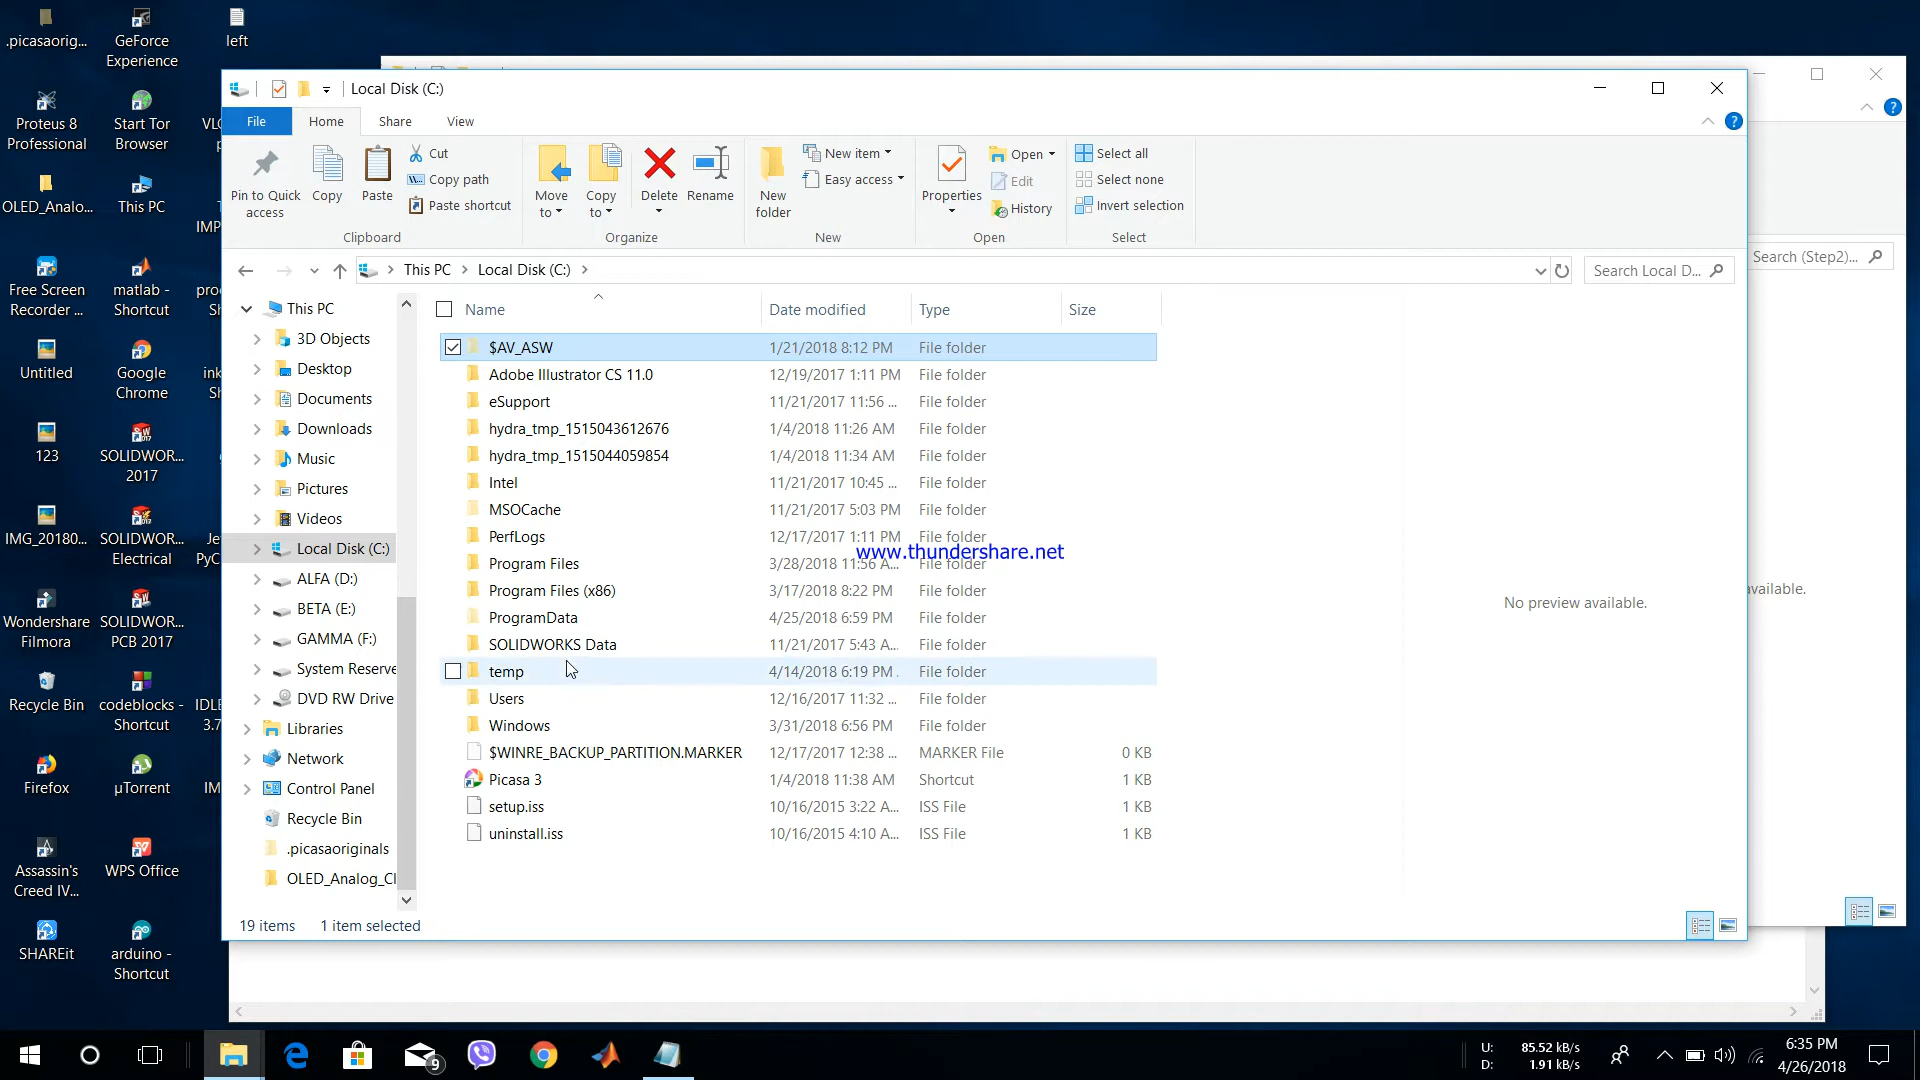 .picasaorig...
GeForce
Experience
left
Proteus 8
Professional
Start Tor
Browser
OLED_Analo...
This PC
Free Screen
Recorder ...
matlab -
Shortcut
Untitled
Google
Chrome
123
SOLIDWOR...
2017
IMG_20180...
SOLIDWOR...
Electrical
Wondershare
Filmora
SOLIDWOR...
PCB 2017
Recycle Bin
codeblocks -
Shortcut
Firefox
µTorrent
Assassin's
Creed IV...
WPS Office
SHAREit
arduino -
Shortcut
Local Disk (C:)
File
Home
Share
View
Pin to Quick
access
Copy
Paste
Cut
Copy path
Paste shortcut
Clipboard
Move
to
Copy
to
Delete
Rename
Organize
New
folder
New item
Easy access
New
Properties
Open
Edit
History
Open
Select all
Select none
Invert selection
Select
This PC
Local Disk (C:)
Search Local D...
Search (Step2)...
This PC
3D Objects
Desktop
Documents
Downloads
Music
Pictures
Videos
Local Disk (C:)
ALFA (D:)
BETA (E:)
GAMMA (F:)
System Reserve
DVD RW Drive
Libraries
Network
Control Panel
Recycle Bin
.picasaoriginals
OLED_Analog_Cl
Name Date modified Type Size
$AV_ASW 1/21/2018 8:12 PM File folder
Adobe Illustrator CS 11.0 12/19/2017 1:11 PM File folder
eSupport 11/21/2017 11:56 ... File folder
hydra_tmp_1515043612676 1/4/2018 11:26 AM File folder
hydra_tmp_1515044059854 1/4/2018 11:34 AM File folder
Intel 11/21/2017 10:45 ... File folder
MSOCache 11/21/2017 5:03 PM File folder
PerfLogs 12/17/2017 1:11 PM File folder
www.thundershare.net
Program Files 3/28/2018 11:56 A... File folder
Program Files (x86) 3/17/2018 8:22 PM File folder
ProgramData 4/25/2018 6:59 PM File folder
SOLIDWORKS Data 11/21/2017 5:43 A... File folder
temp 4/14/2018 6:19 PM File folder
Users 12/16/2017 11:32 ... File folder
Windows 3/31/2018 6:56 PM File folder
$WINRE_BACKUP_PARTITION.MARKER 12/17/2017 12:38 ... MARKER File 0 KB
Picasa 3 1/4/2018 11:38 AM Shortcut 1 KB
setup.iss 10/16/2015 3:22 A... ISS File 1 KB
uninstall.iss 10/16/2015 4:10 A... ISS File 1 KB
No preview available.
19 items
1 item selected
9
U: 85.52 kB/s
D: 1.91 kB/s
6:35 PM
4/26/2018